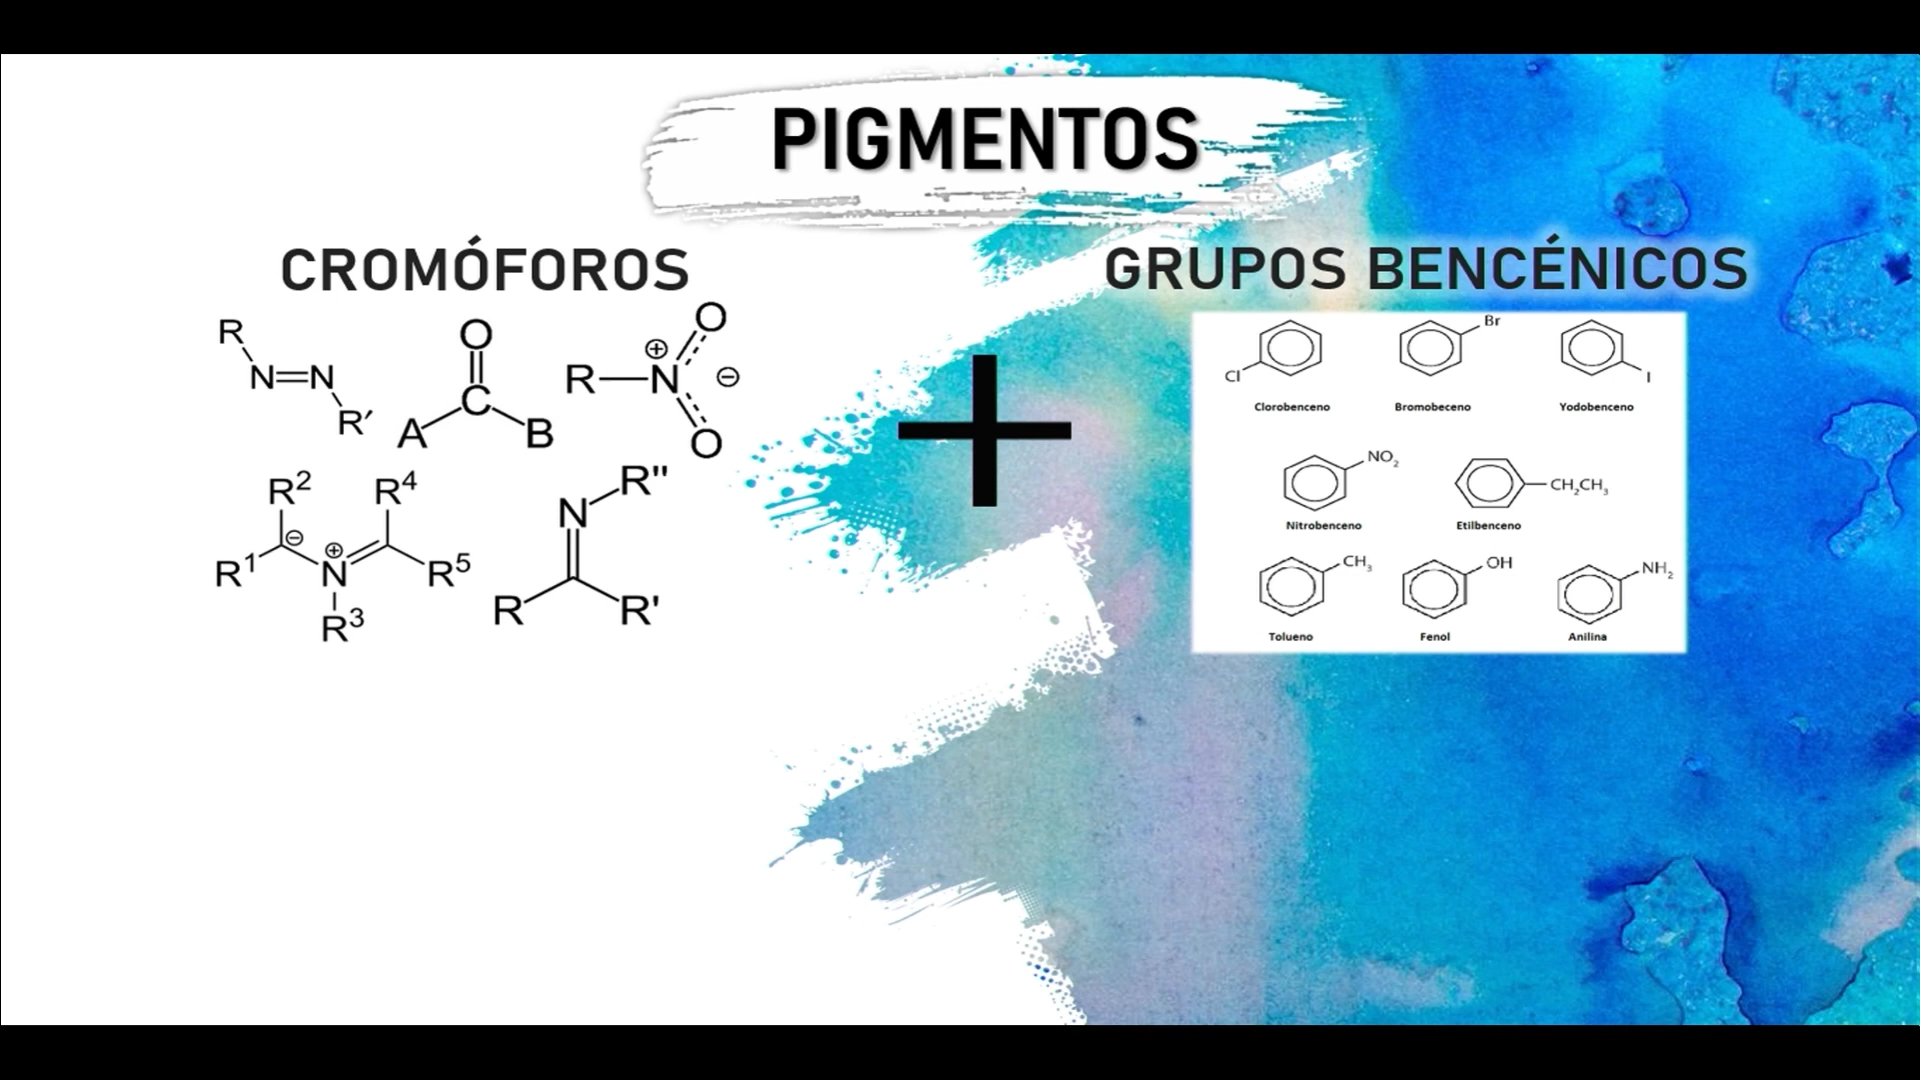 PIGMENTOS
CROMÓFOROS
GRUPOS BENCÉNICOS
R
N=N
R′
O
C
A B
O
⊕
R—N ⊖
O
R² R⁴
⊖
⊕
R¹ N R⁵
R³
R''
N
R R'
Br
Cl
I
Clorobenceno Bromobeceno Yodobenceno
NO₂
CH₂CH₃
Nitrobenceno Etilbenceno
CH₃ OH NH₂
Tolueno Fenol Anilina